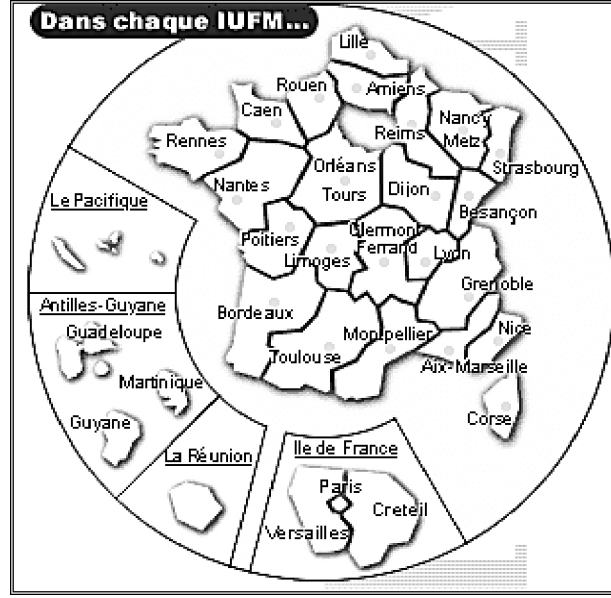 Dans chaque IUFM...
Lille
Rouen
Amiens
Caen
Nancy
Metz
Reims
Rennes
Strasbourg
Orléans
Tours
Nantes
Dijon
Le Pacifique
Besançon
Poitiers
Clermont
Ferrand
Limoges
Lyon
Grenoble
Antilles-Guyane
Guadeloupe
Bordeaux
Nice
Montpellier
Toulouse
Aix-Marseille
Martinique
Guyane
Corse
La Réunion
Ile de France
Paris
Creteil
Versailles